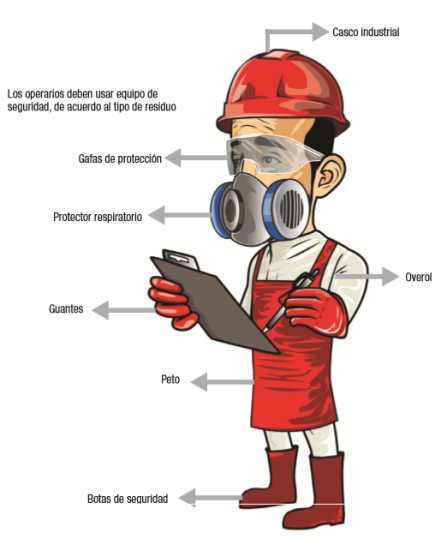 Casco industrial
Los operarios deben usar equipo de
seguridad, de acuerdo al tipo de residuo
Gafas de protección
Protector respiratorio
Overol
Guantes
Peto
Botas de seguridad